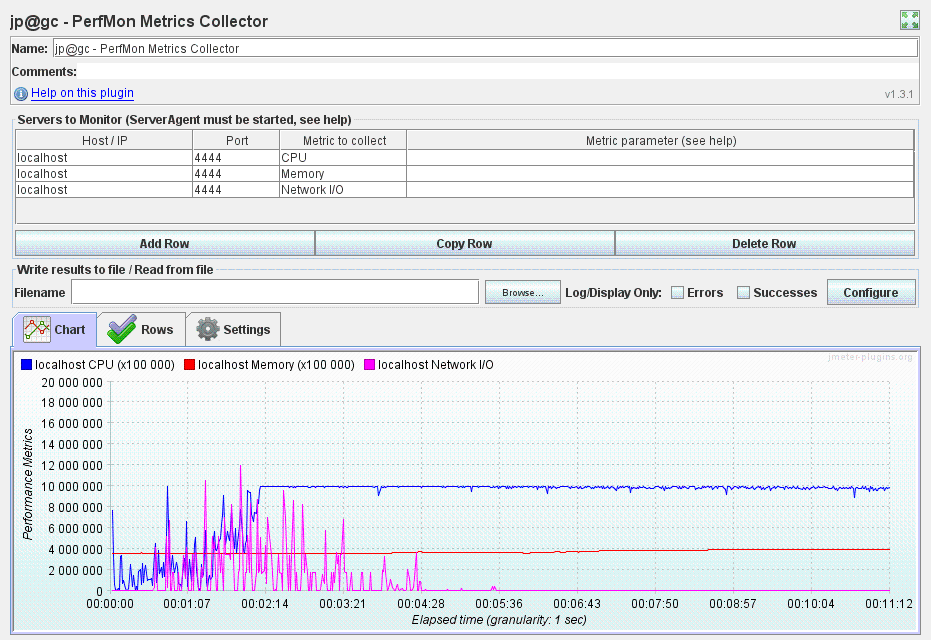 jp@gc - PerfMon Metrics Collector
Name: jp@gc - PerfMon Metrics Collector
Comments:
Help on this plugin v1.3.1
Servers to Monitor (ServerAgent must be started, see help)
Host / IP Port Metric to collect Metric parameter (see help)
localhost 4444 CPU
localhost 4444 Memory
localhost 4444 Network I/O
Add Row Copy Row Delete Row
Write results to file / Read from file
Filename Browse... Log/Display Only: Errors Successes Configure
Chart Rows Settings
jmeter-plugins.org
localhost CPU (x100 000) localhost Memory (x100 000) localhost Network I/O
Performance Metrics
20 000 000
18 000 000
16 000 000
14 000 000
12 000 000
10 000 000
8 000 000
6 000 000
4 000 000
2 000 000
0
00:00:00 00:01:07 00:02:14 00:03:21 00:04:28 00:05:36 00:06:43 00:07:50 00:08:57 00:10:04 00:11:12
Elapsed time (granularity: 1 sec)